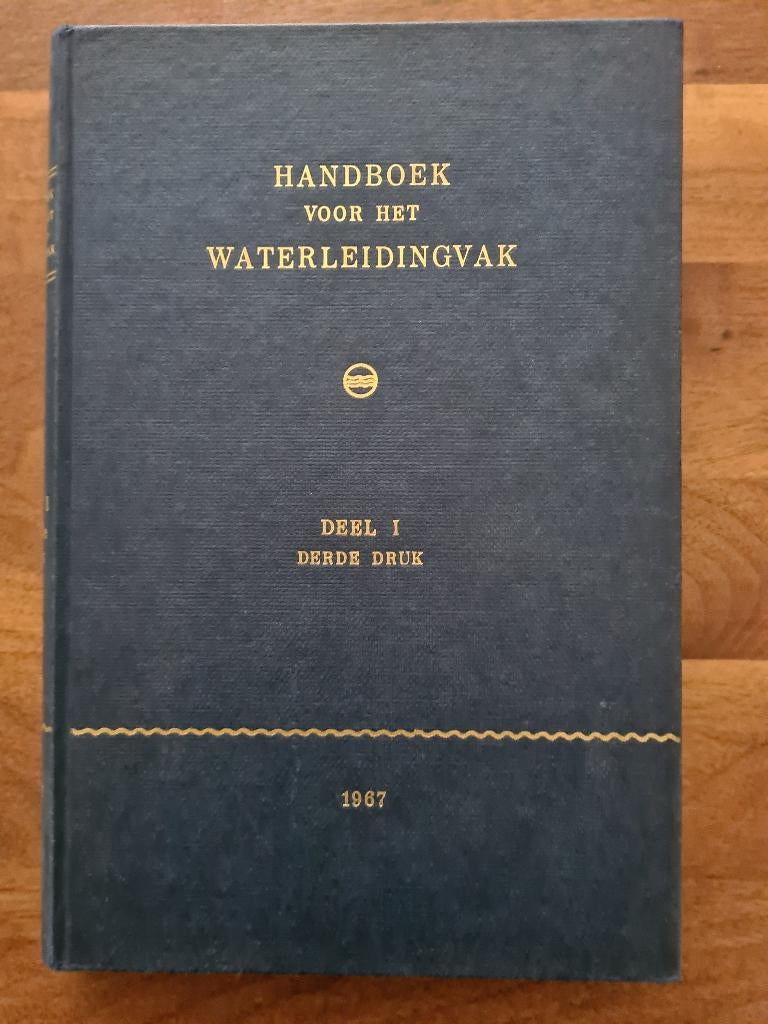 HANDBOEK
VOOR HET
WATERLEIDINGVAK
DEEL I
DERDE DRUK
1967